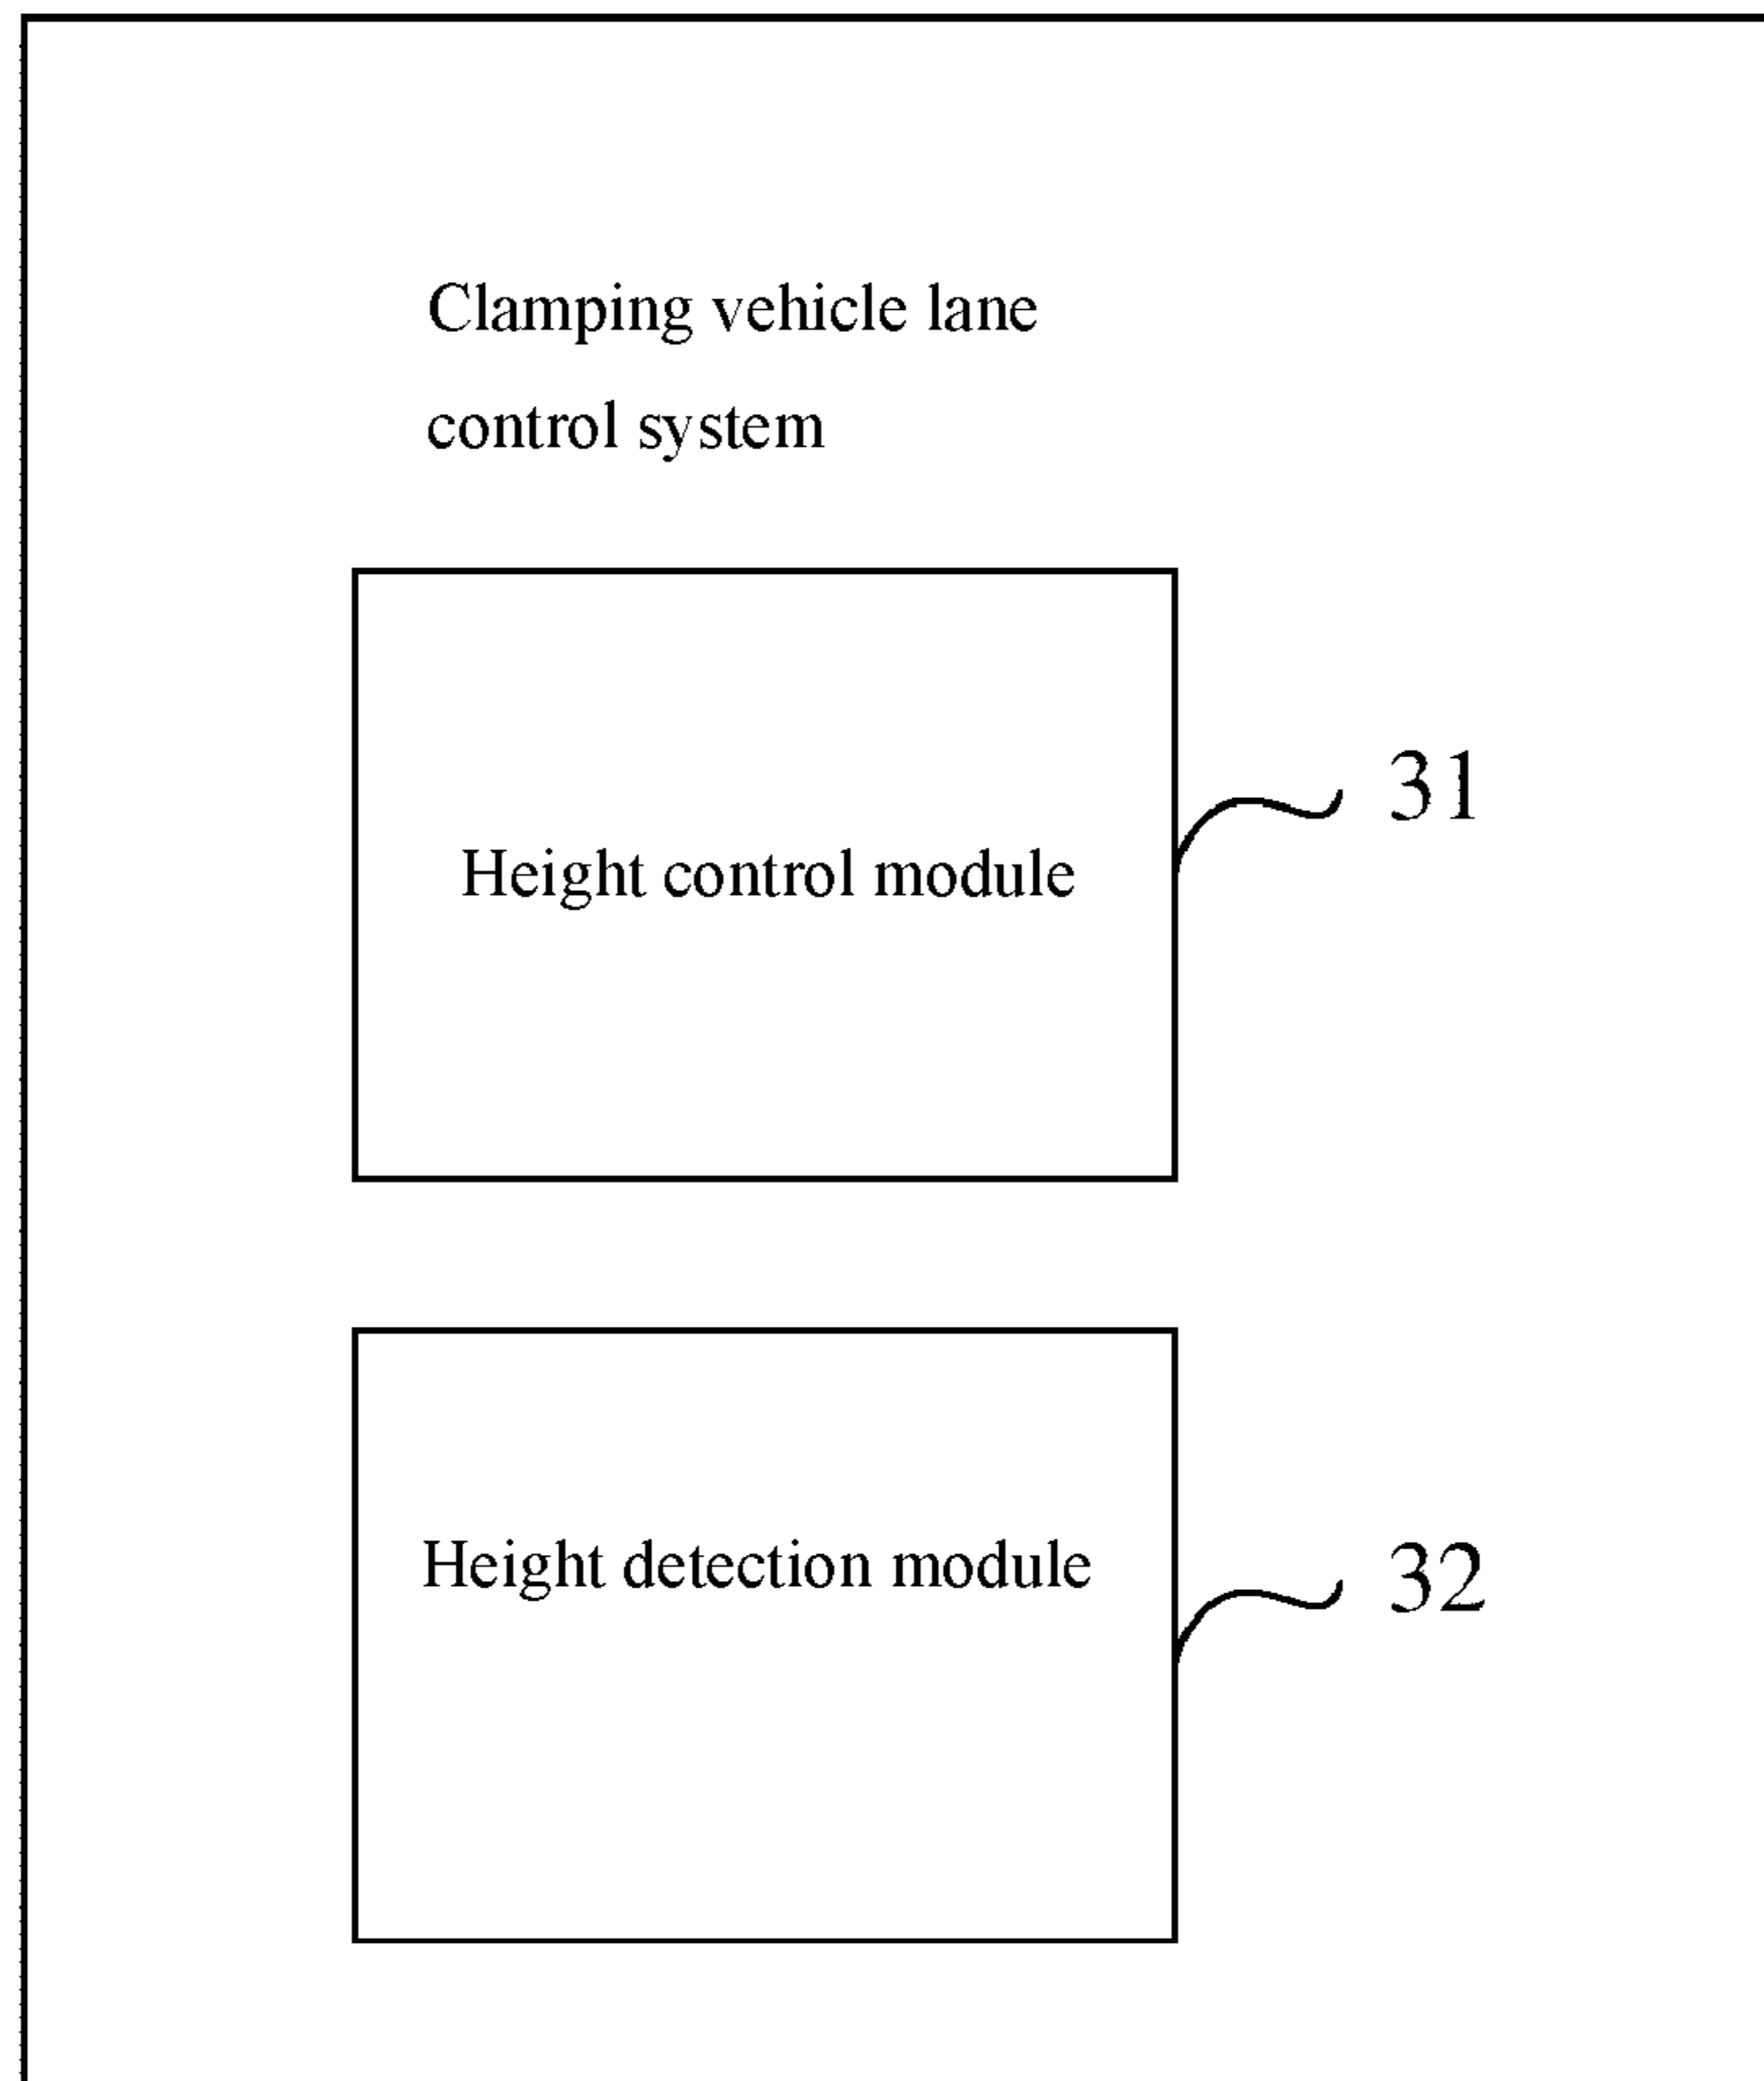 Clamping vehicle lane
control system
Height control module
31
Height detection module
32